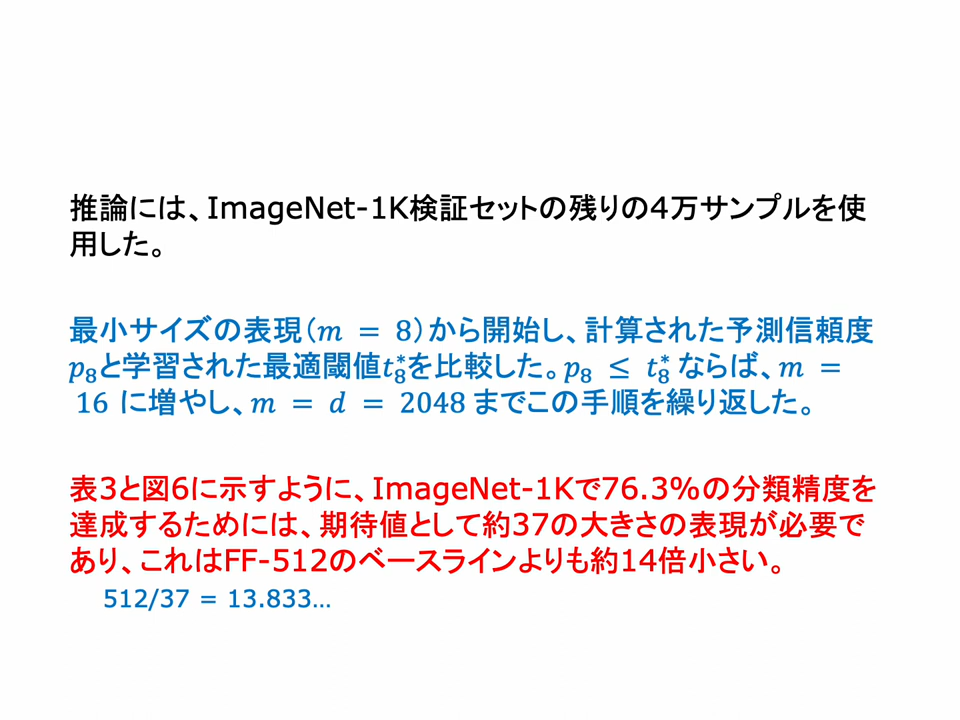 推論には、ImageNet-1K検証セットの残りの4万サンプルを使
用した。
最小サイズの表現（𝑚 = 8）から開始し、計算された予測信頼度
𝑝₈と学習された最適閾値𝑡₈*を比較した。𝑝₈ ≤ 𝑡₈* ならば、𝑚 =
16 に増やし、𝑚 = 𝑑 = 2048 までこの手順を繰り返した。
表3と図6に示すように、ImageNet-1Kで76.3%の分類精度を
達成するためには、期待値として約37の大きさの表現が必要で
あり、これはFF-512のベースラインよりも約14倍小さい。
512/37 = 13.833…